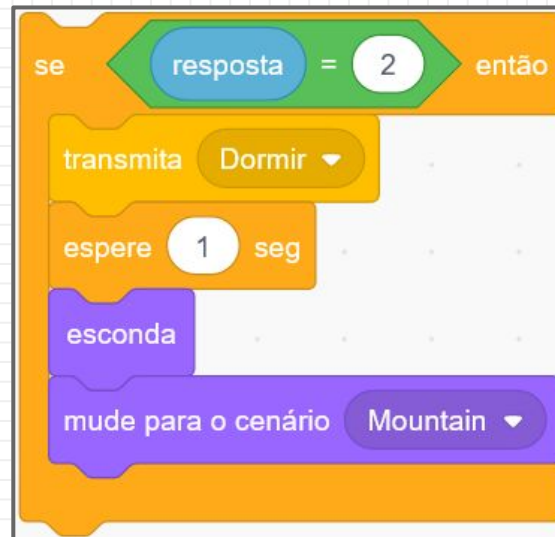 se resposta = 2 então
transmita Dormir
espere 1 seg
esconda
mude para o cenário Mountain